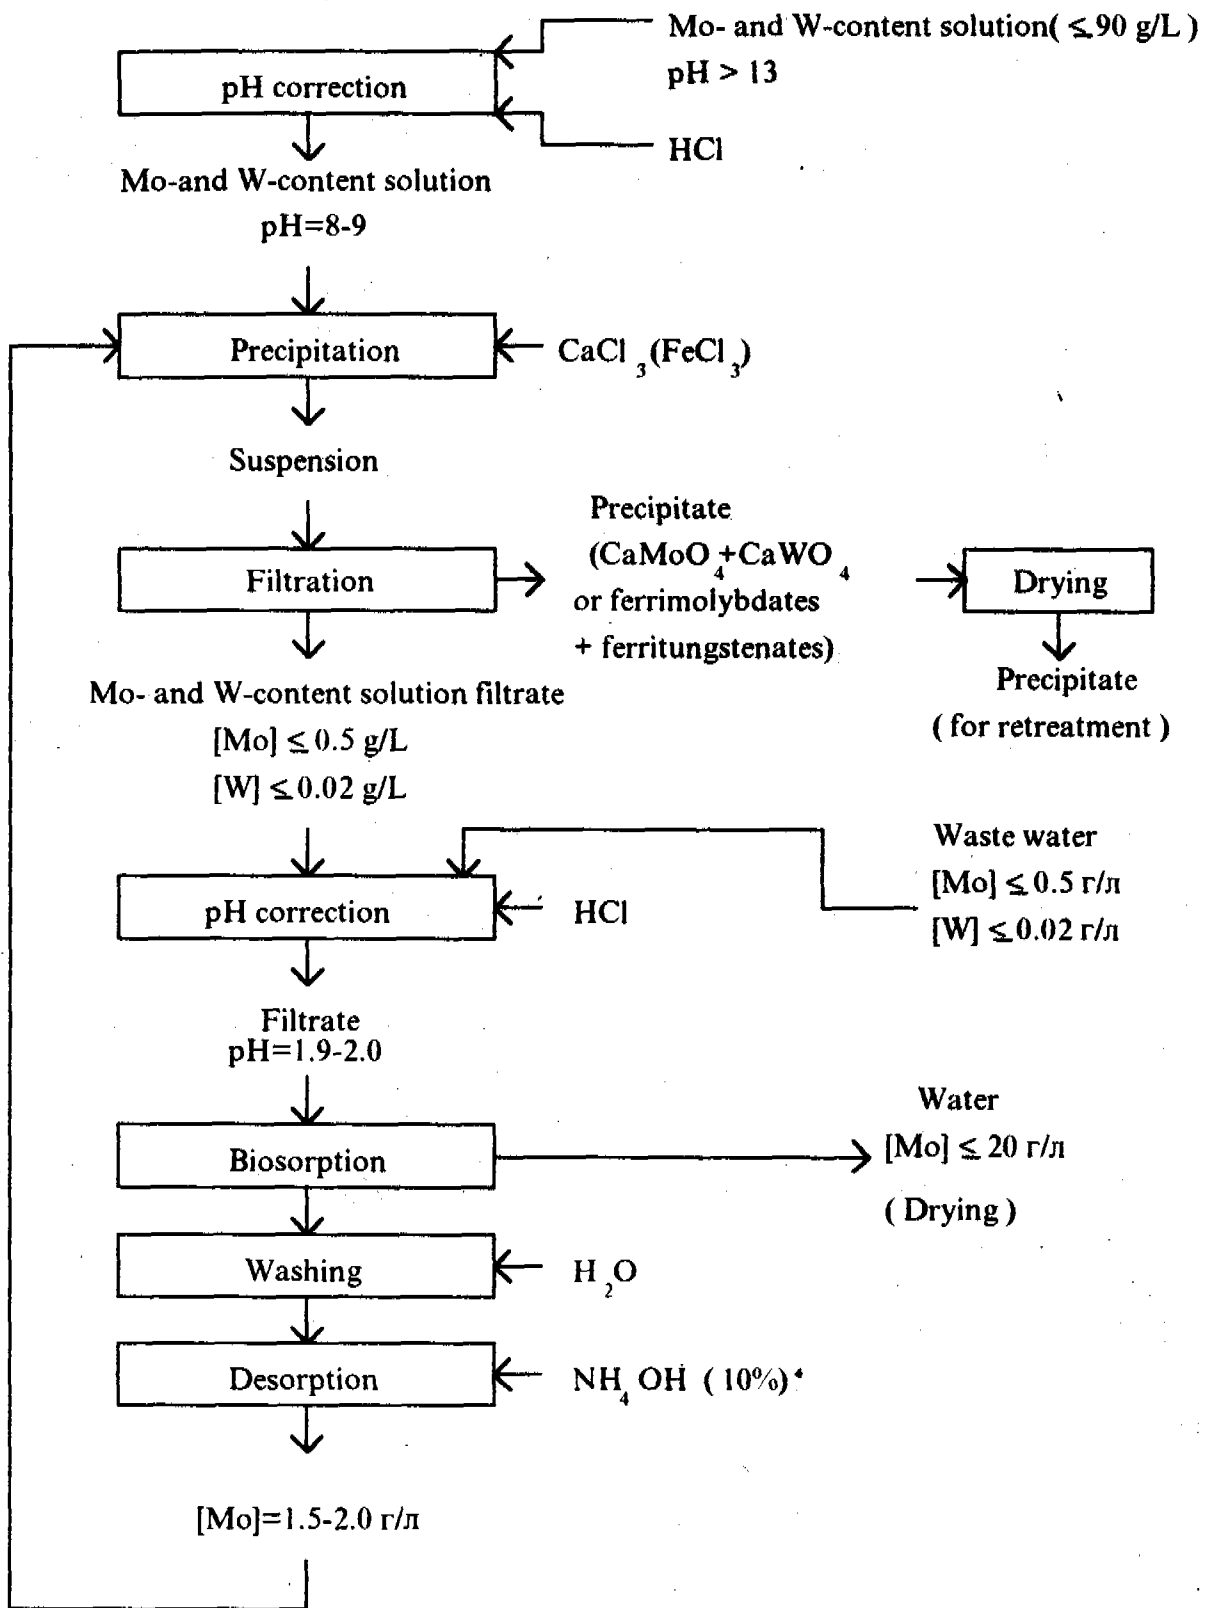 Mo- and W-content solution( ≤90 g/L )
pH > 13
pH correction
HCl
Mo-and W-content solution
pH=8-9
Precipitation
CaCl3(FeCl3)
Suspension
Precipitate
(CaMoO4+CaWO4
or ferrimolybdates
+ ferritungstenates)
Filtration
Drying
Precipitate
( for retreatment )
Mo- and W-content solution filtrate
[Mo] ≤ 0.5 g/L
[W] ≤ 0.02 g/L
Waste water
[Mo] ≤ 0.5 г/л
[W] ≤ 0.02 г/л
pH correction
HCl
Filtrate
pH=1.9-2.0
Biosorption
Water
[Mo] ≤ 20 г/л
( Drying )
Washing
H2O
Desorption
NH4 OH ( 10%)
[Mo]=1.5-2.0 г/л